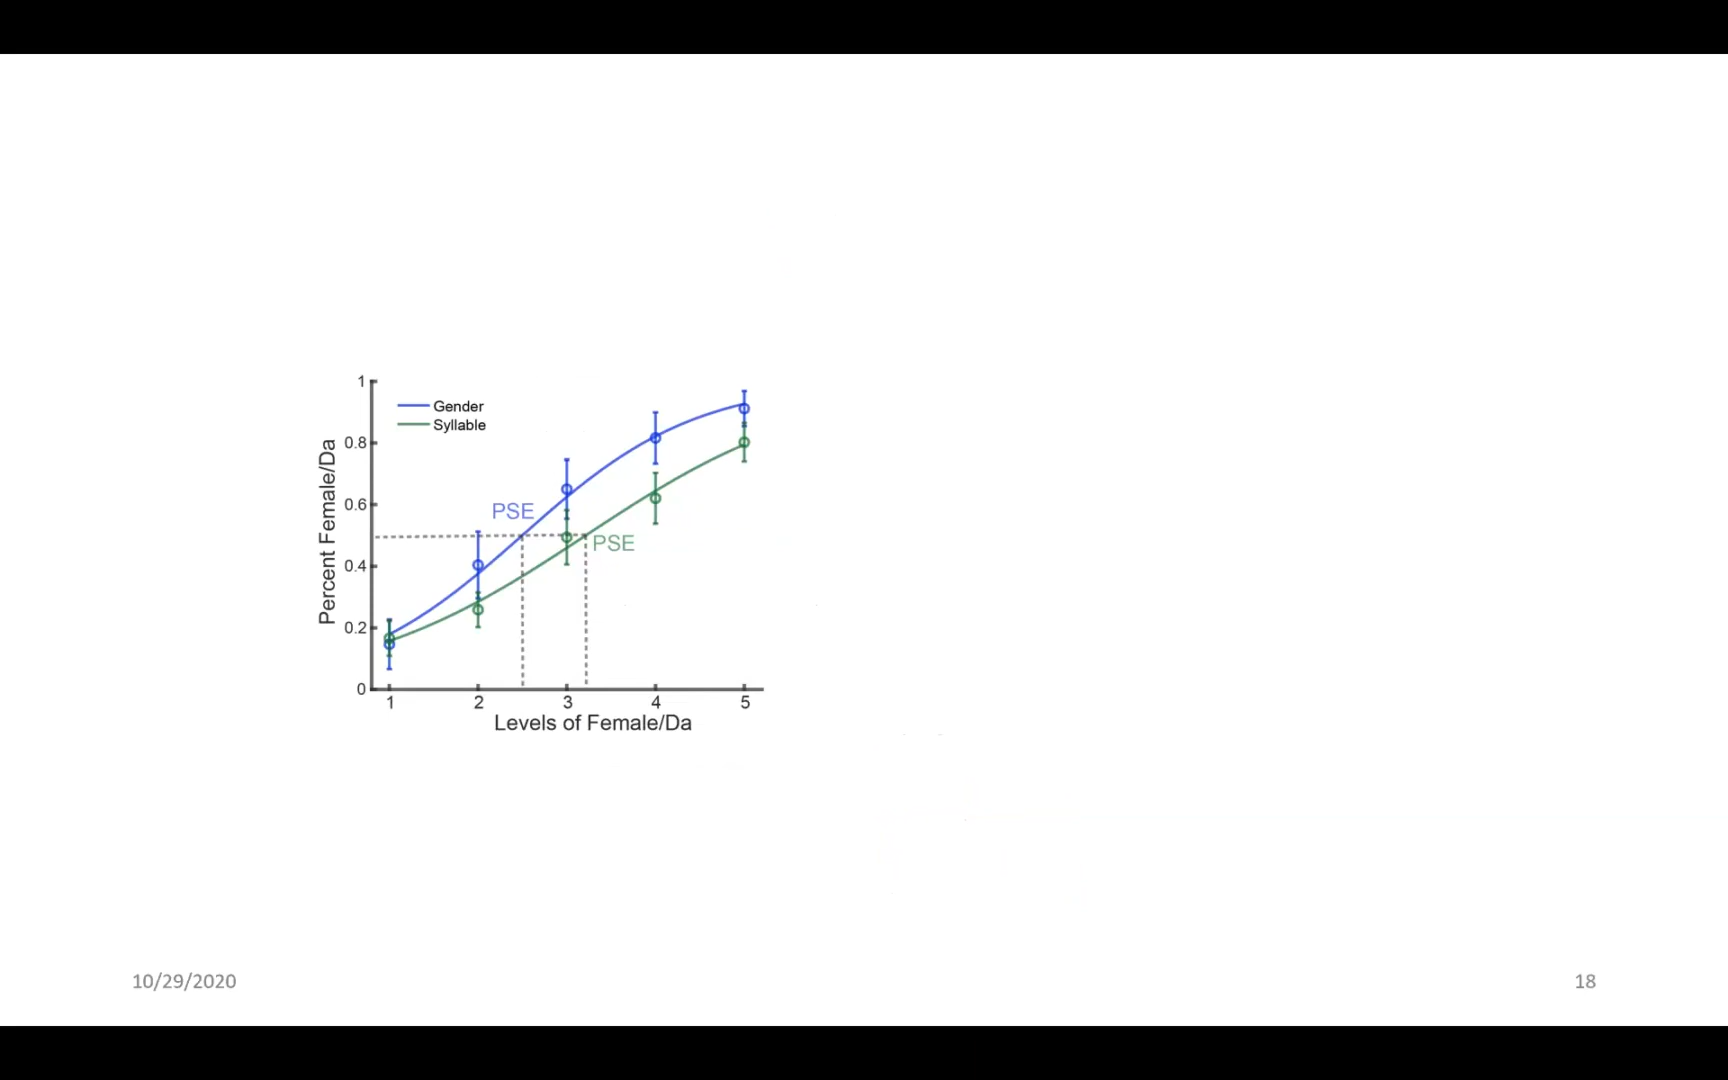 1
Gender
Syllable
0.8
0.6
PSE
PSE
0.4
0.2
0
Percent Female/Da
1 2 3 4 5
Levels of Female/Da
10/29/2020
18